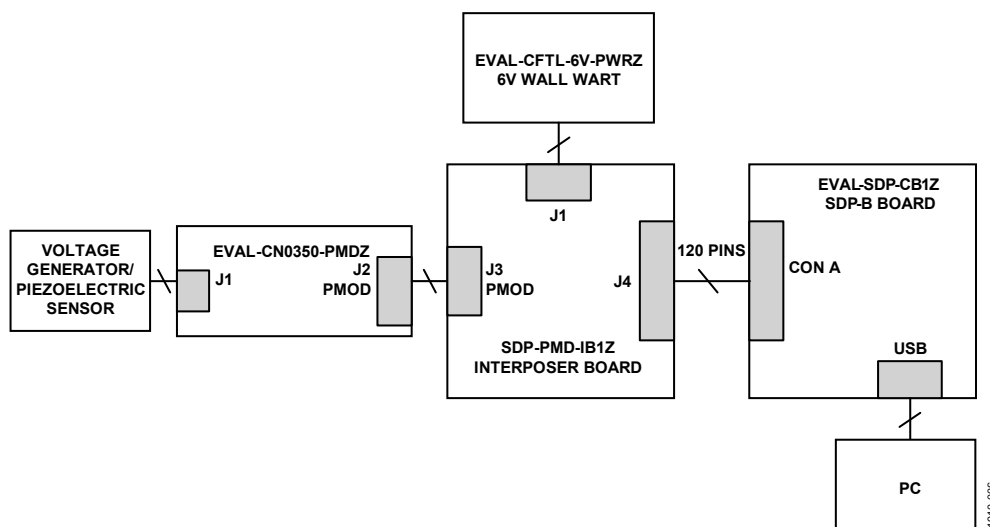 EVAL-CFTL-6V-PWRZ
6V WALL WART
J1
EVAL-SDP-CB1Z
SDP-B BOARD
VOLTAGE
GENERATOR/
PIEZOELECTRIC
SENSOR
J1
EVAL-CN0350-PMDZ
J2
PMOD
J3
PMOD
J4
SDP-PMD-IB1Z
INTERPOSER BOARD
120 PINS
CON A
USB
PC